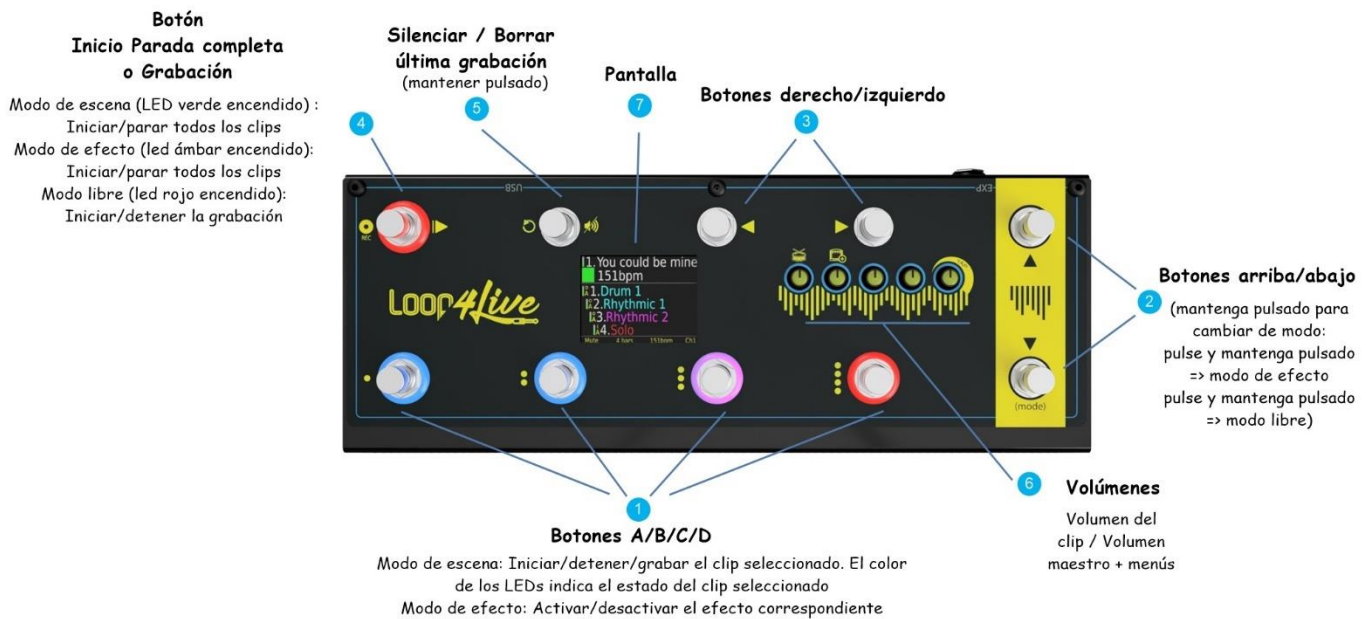 Botón
Inicio Parada completa
o Grabación
Modo de escena (LED verde encendido) :
Iniciar/parar todos los clips
Modo de efecto (led ámbar encendido):
Iniciar/parar todos los clips
Modo libre (led rojo encendido):
Iniciar/detener la grabación
4
Silenciar / Borrar
última grabación
(mantener pulsado)
5
Pantalla
7
Botones derecho/izquierdo
3
USB
EXP
REC
LOOP4Live
1.You could be mine
151bpm
1.Drum 1
2.Rhythmic 1
3.Rhythmic 2
4.Solo
Mute 4 bars 151bpm Ch1
(mode)
2
Botones arriba/abajo
(mantenga pulsado para
cambiar de modo:
pulse y mantenga pulsado
=> modo de efecto
pulse y mantenga pulsado
=> modo libre)
6
Volúmenes
Volumen del
clip / Volumen
maestro + menús
1
Botones A/B/C/D
Modo de escena: Iniciar/detener/grabar el clip seleccionado. El color
de los LEDs indica el estado del clip seleccionado
Modo de efecto: Activar/desactivar el efecto correspondiente